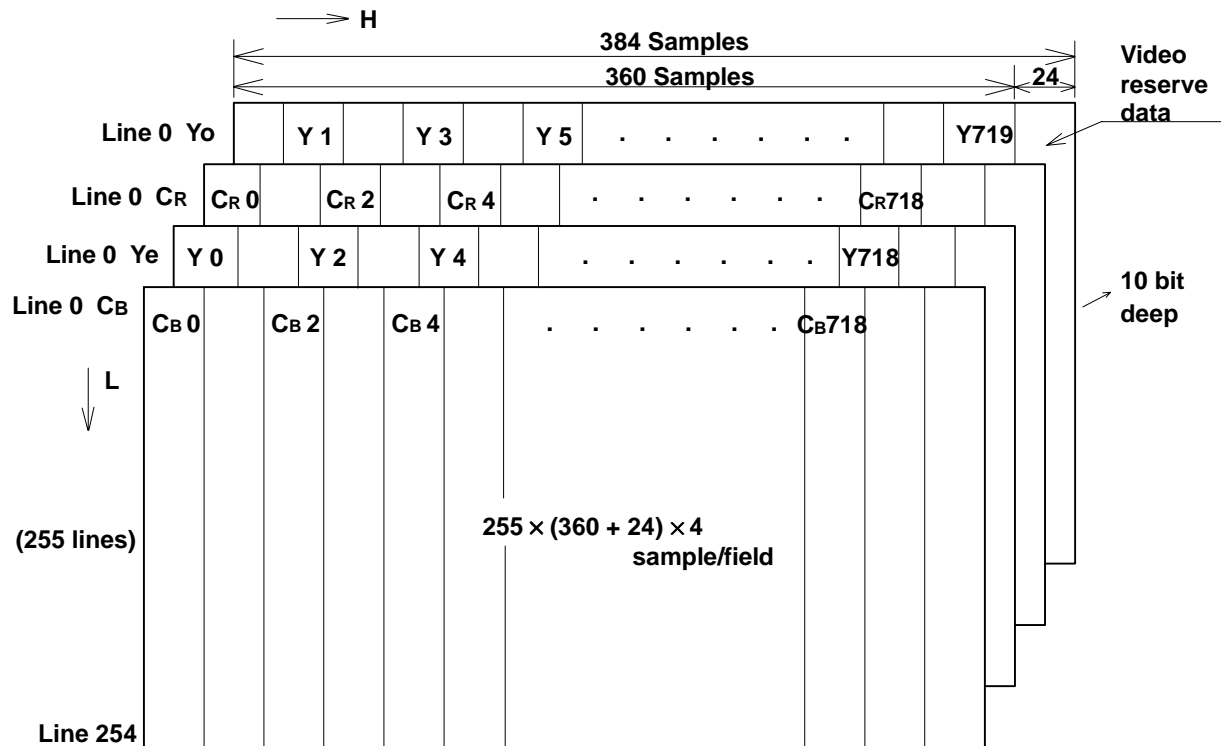 H
384 Samples
360 Samples
24
Video
reserve
data
Line 0 Yo
Y 1
Y 3
Y 5
. . . . . .
Y719
Line 0 CR
CR 0
CR 2
CR 4
. . . . . .
CR718
Line 0 Ye
Y 0
Y 2
Y 4
. . . . . .
Y718
Line 0 CB
CB 0
CB 2
CB 4
. . . . . .
CB718
10 bit
deep
L
(255 lines)
255 × (360 + 24) × 4
sample/field
Line 254